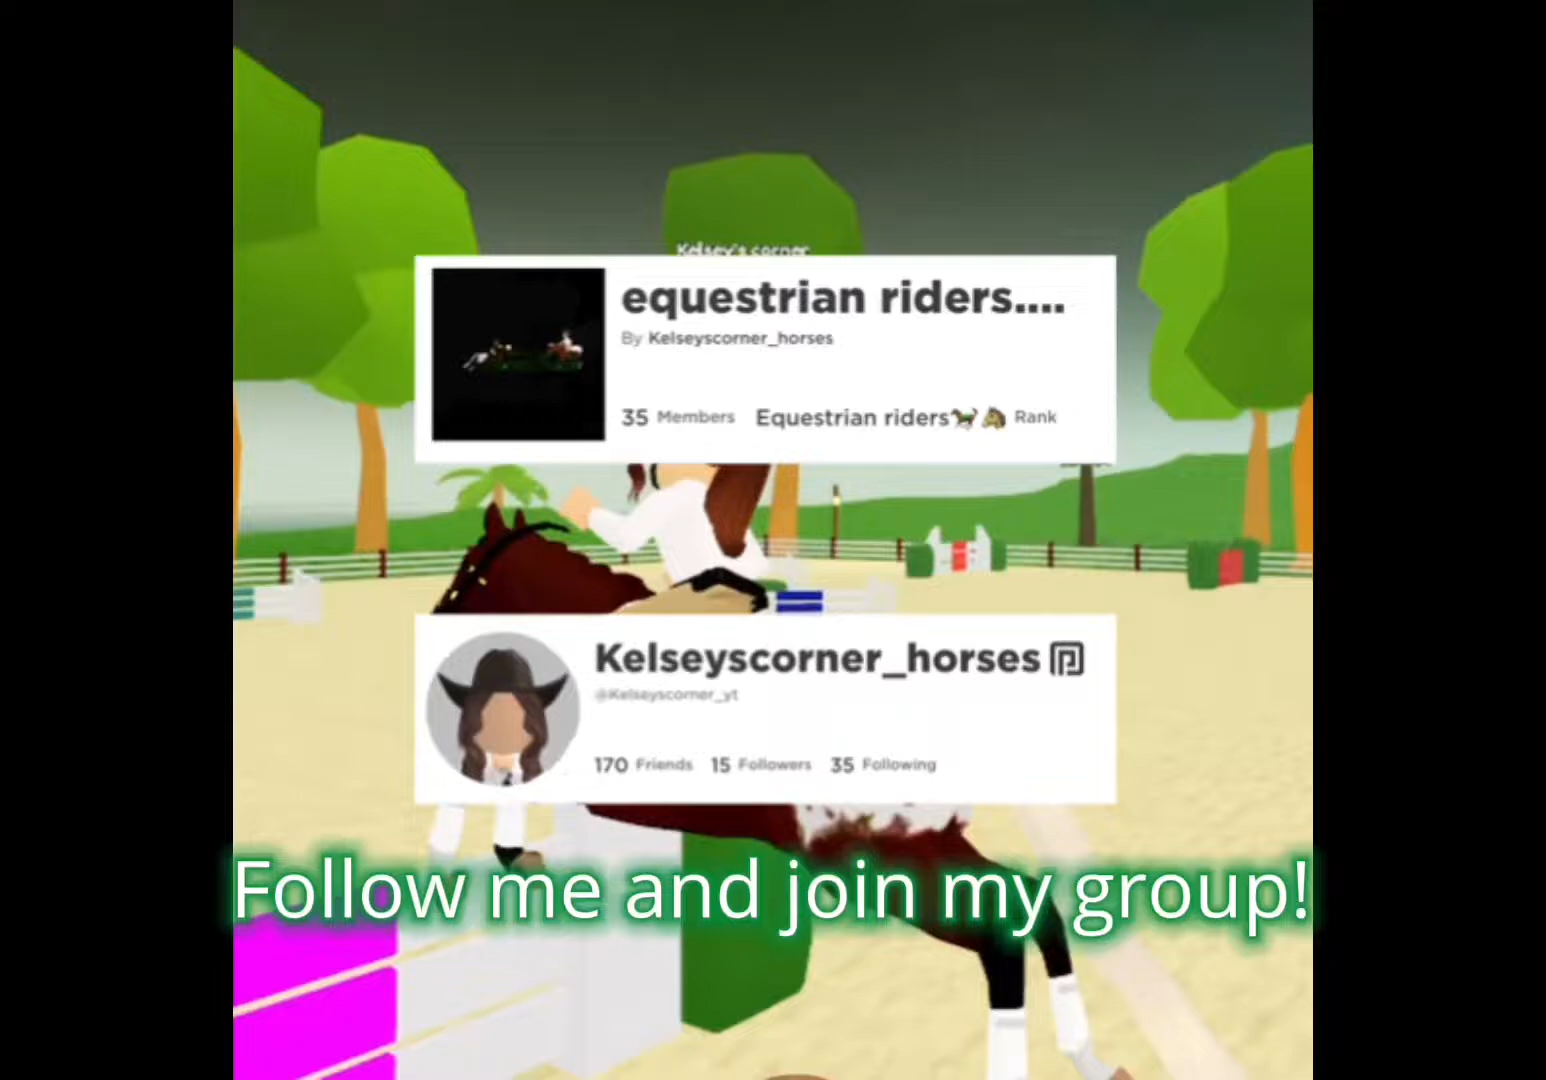 Kelsey's corner
equestrian riders....
By Kelseyscorner_horses
35 Members Equestrian riders🐎🐴 Rank
Kelseyscorner_horses
@Kelseyscorner_yt
170 Friends 15 Followers 35 Following
Follow me and join my group!